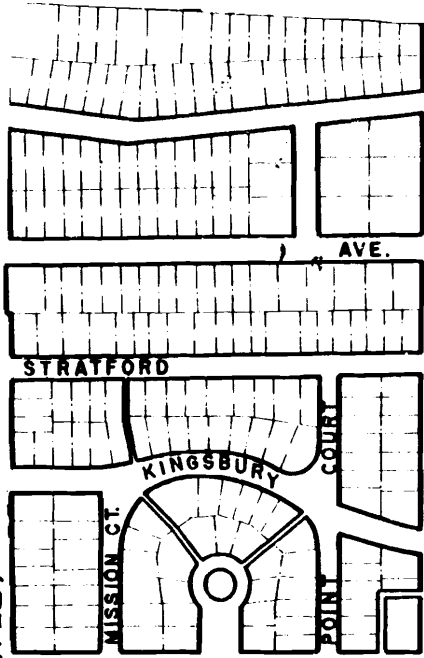 AVE.
STRATFORD
KINGSBURY
COURT
MISSION CT.
POINT